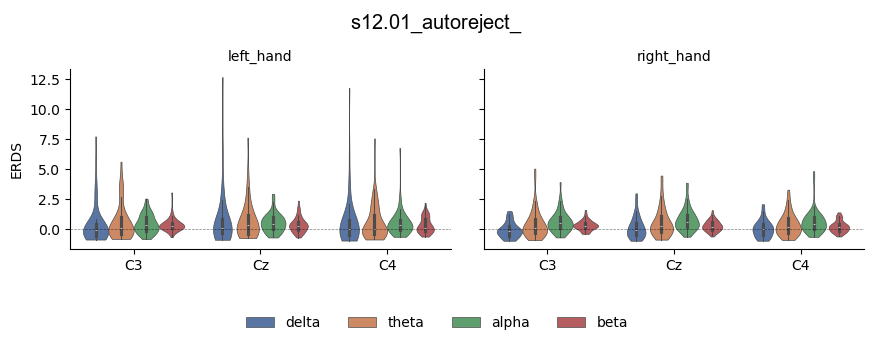 s12.01_autoreject_
left_hand
right_hand
ERDS
12.5
10.0
7.5
5.0
2.5
0.0
C3 Cz C4
C3 Cz C4
delta theta alpha beta